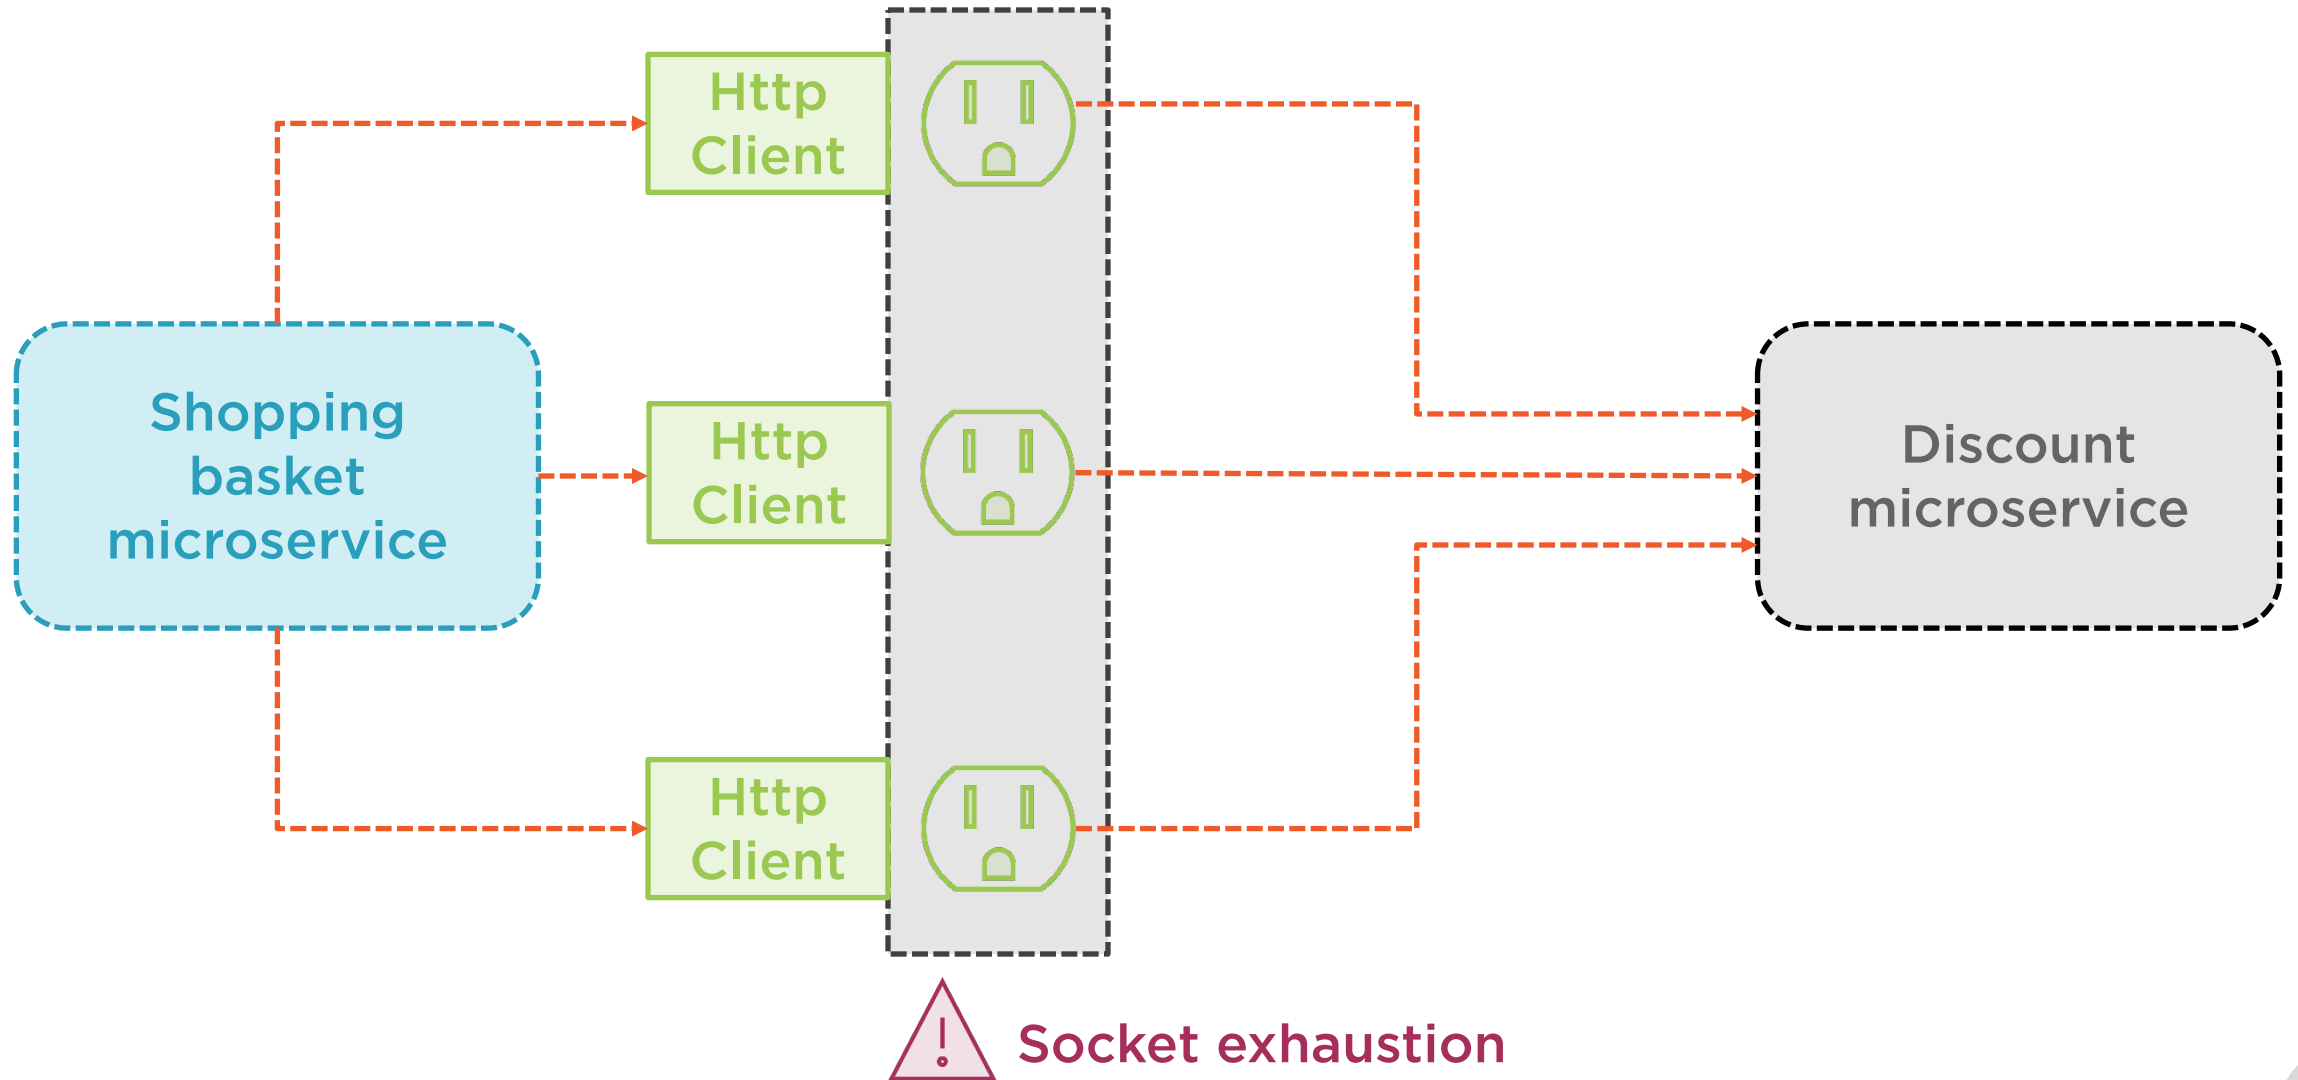 Http
Client
Shopping
basket
microservice
Http
Client
Discount
microservice
Http
Client
Socket exhaustion